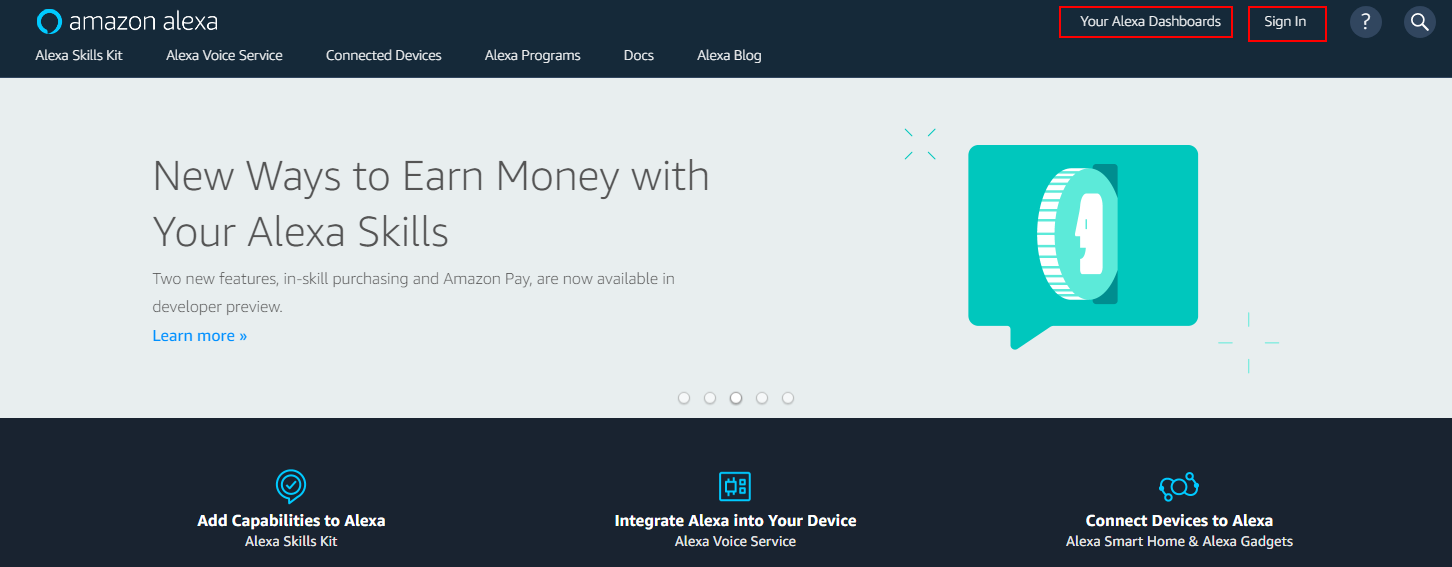 amazon alexa
Your Alexa Dashboards
Sign In
?
Alexa Skills Kit
Alexa Voice Service
Connected Devices
Alexa Programs
Docs
Alexa Blog
New Ways to Earn Money with
Your Alexa Skills
Two new features, in-skill purchasing and Amazon Pay, are now available in
developer preview.
Learn more »
Add Capabilities to Alexa
Alexa Skills Kit
Integrate Alexa into Your Device
Alexa Voice Service
Connect Devices to Alexa
Alexa Smart Home & Alexa Gadgets